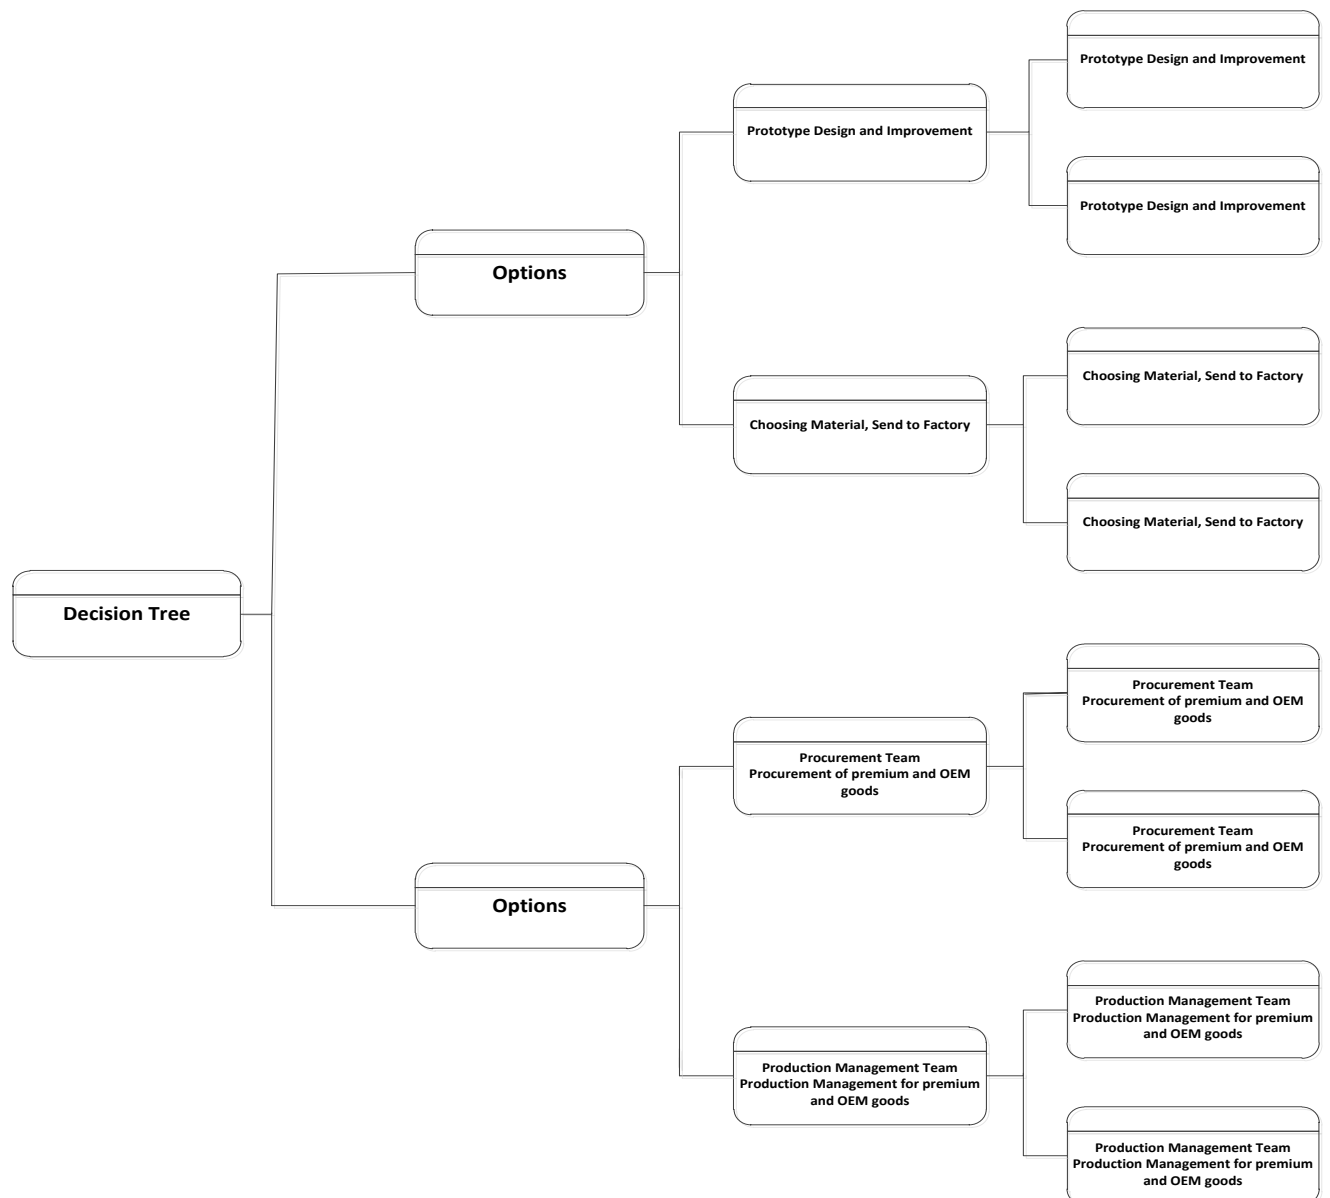 Prototype Design and Improvement
Prototype Design and Improvement
Prototype Design and Improvement
Options
Choosing Material, Send to Factory
Choosing Material, Send to Factory
Choosing Material, Send to Factory
Decision Tree
Procurement Team
Procurement of premium and OEM
goods
Procurement Team
Procurement of premium and OEM
goods
Procurement Team
Procurement of premium and OEM
goods
Options
Production Management Team
Production Management for premium
and OEM goods
Production Management Team
Production Management for premium
and OEM goods
Production Management Team
Production Management for premium
and OEM goods